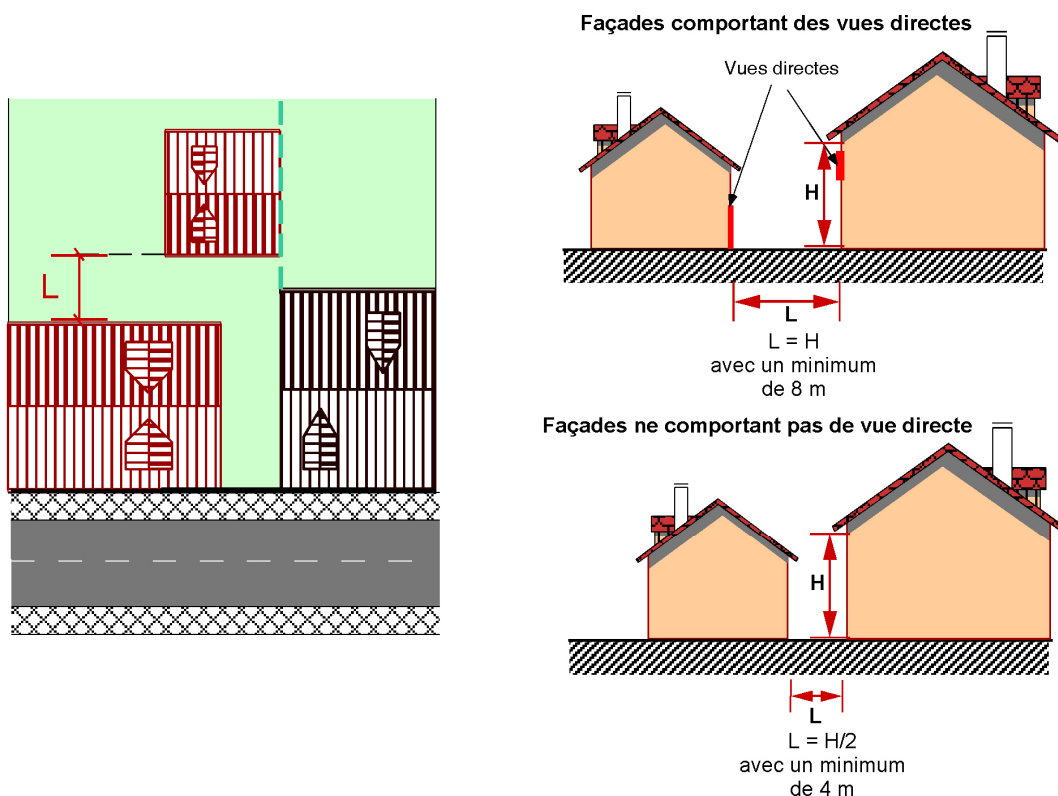 L
Façades comportant des vues directes
Vues directes
H
L
L = H
avec un minimum
de 8 m
Façades ne comportant pas de vue directe
H
L
L = H/2
avec un minimum
de 4 m